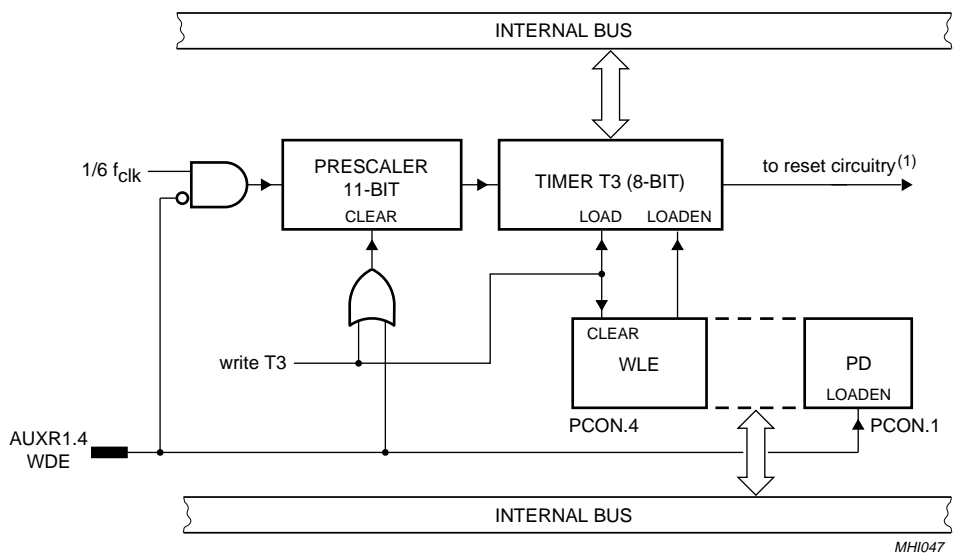 INTERNAL BUS
1/6 fclk
PRESCALER
11-BIT
CLEAR
TIMER T3 (8-BIT)
LOAD LOADEN
to reset circuitry(1)
write T3
CLEAR
WLE
PCON.4
PD
LOADEN
PCON.1
AUXR1.4
WDE
INTERNAL BUS
MHI047